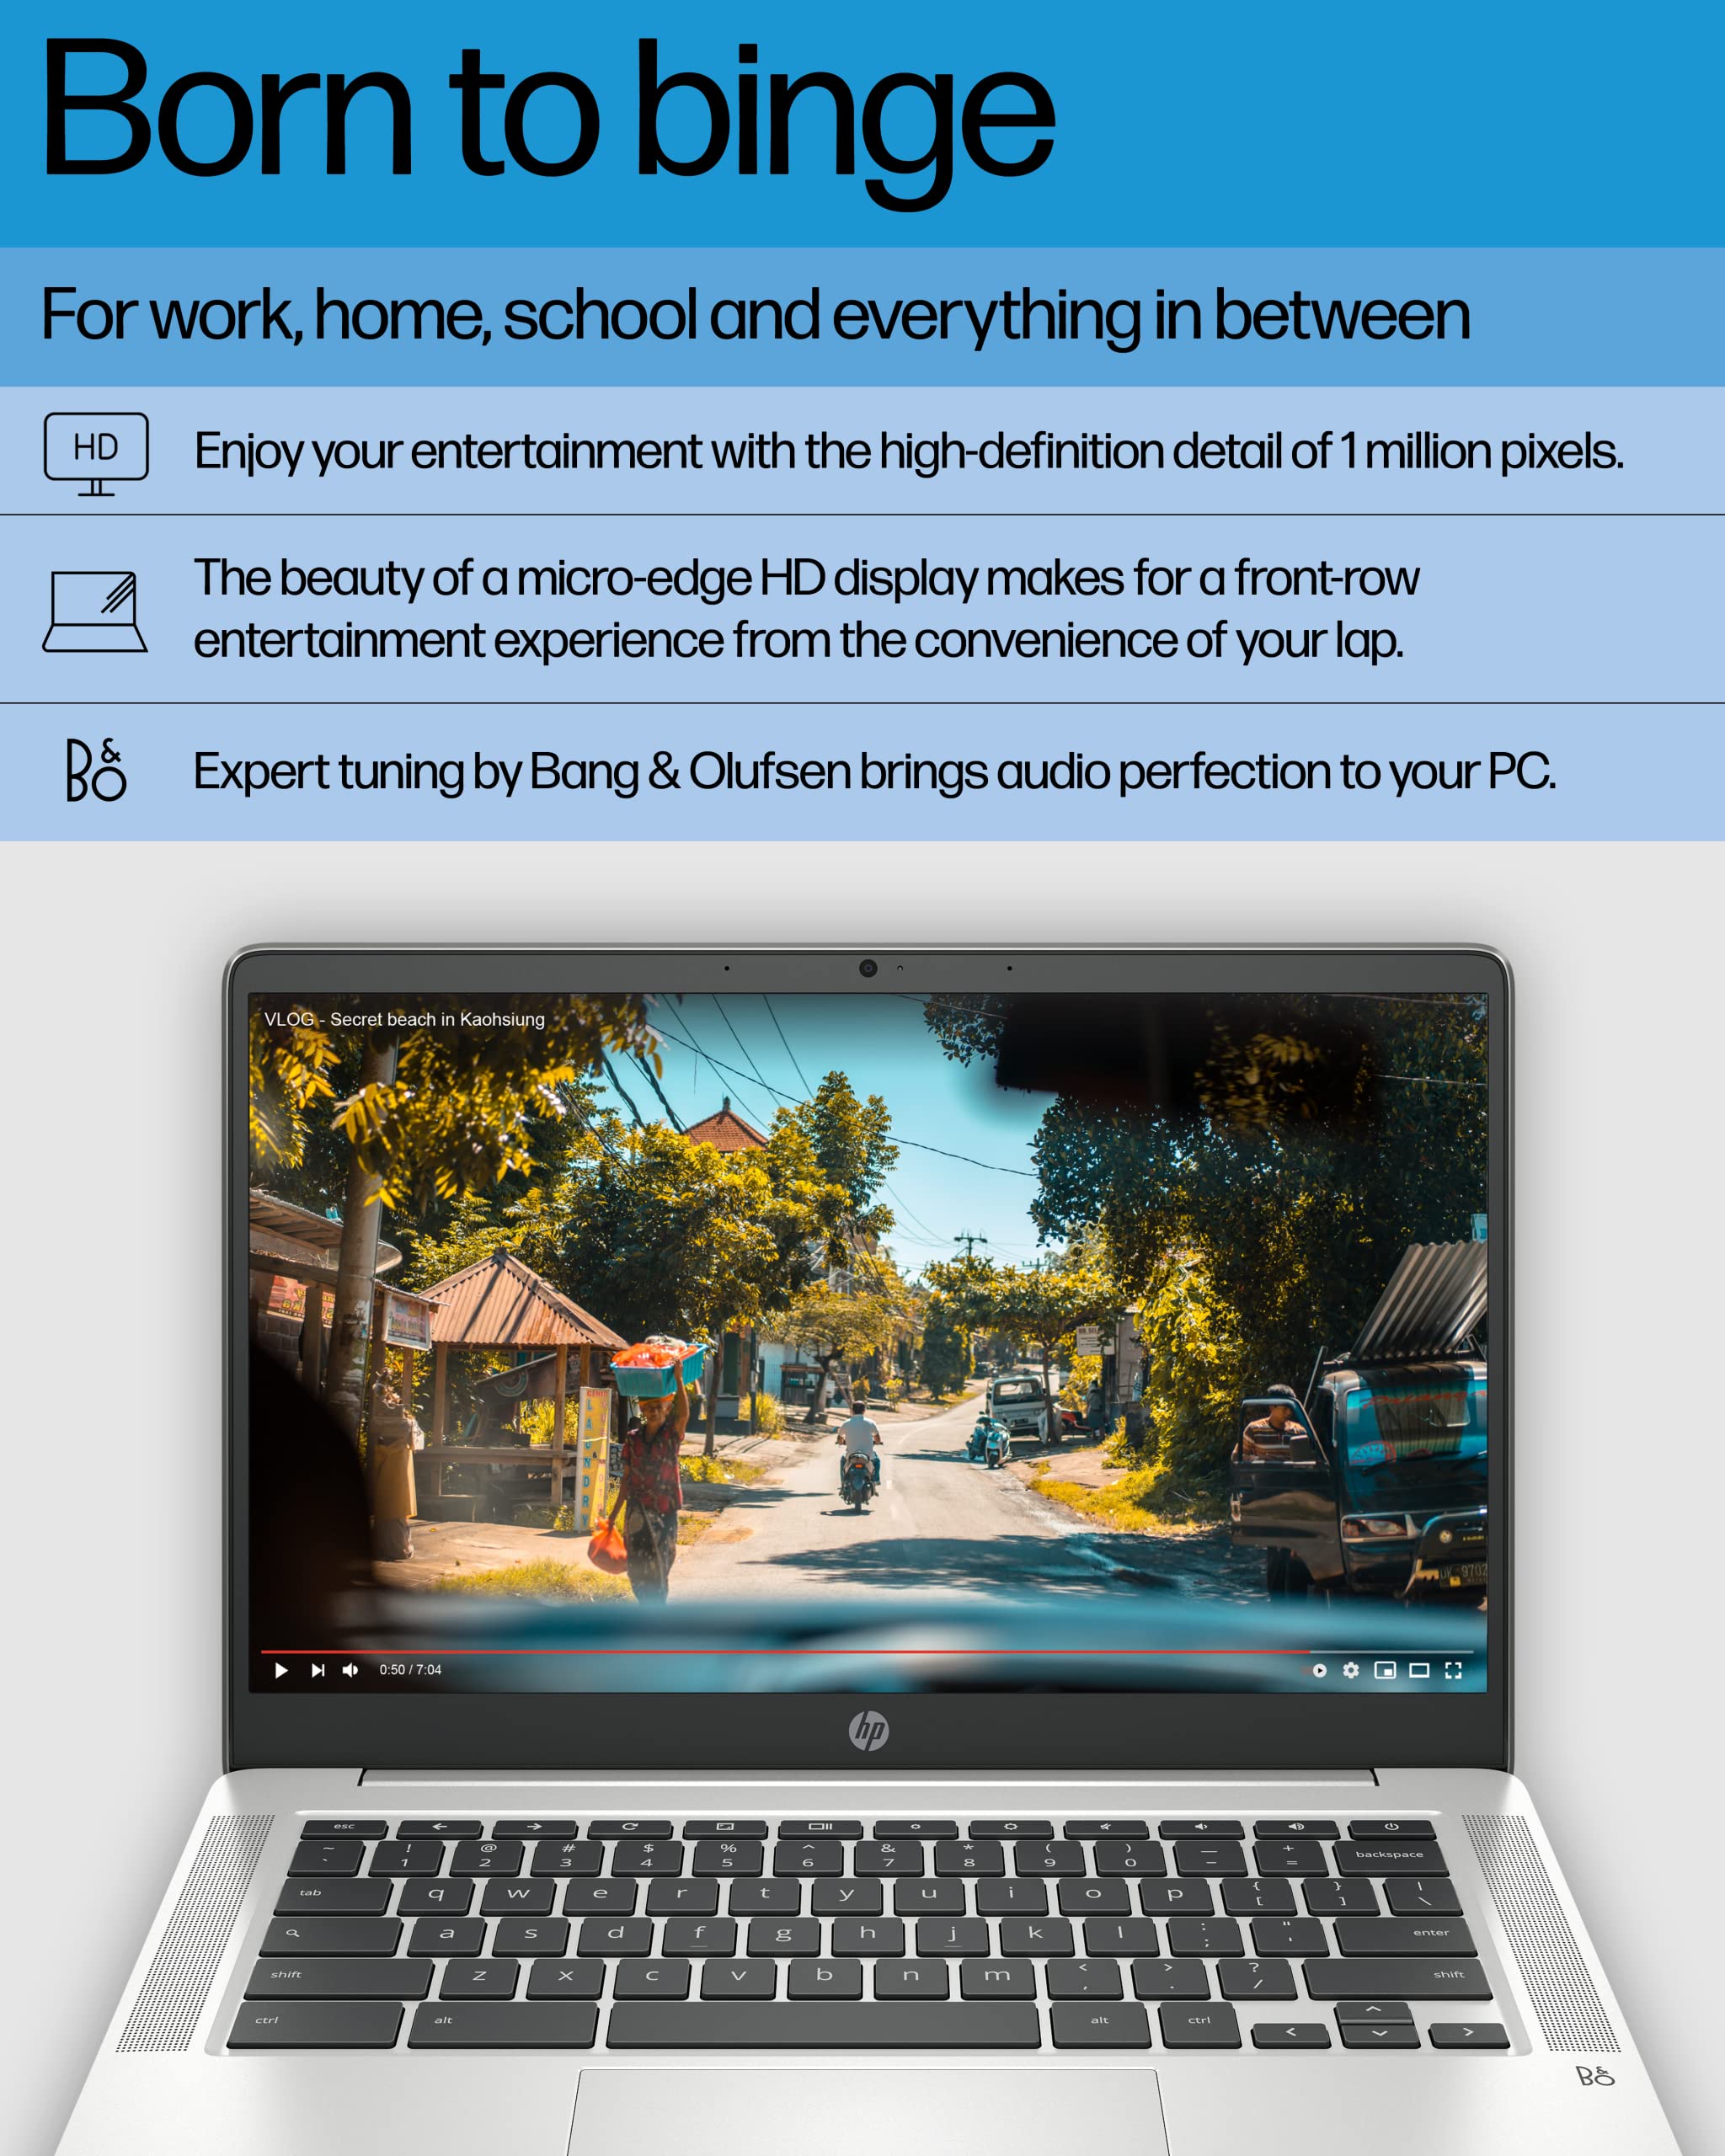 Born to binge
For work, home, school and everything in between
HD
Enjoy your entertainment with the high-definition detail of 1 million pixels.
The beauty of a micro-edge HD display makes for a front-row
entertainment experience from the convenience of your lap.
B&O
Expert tuning by Bang & Olufsen brings audio perfection to your PC.
VLOG - Secret beach in Kaohsiung
LAUNDRY
0:50 / 7:04
hp
esc
~ ! @ # $ % ^ & * ( ) — +
` 1 2 3 4 5 6 7 8 9 0 - = backspace
tab q w e r t y u i o p { [ } ] | \
a s d f g h j k l : ; " ' enter
shift z x c v b n m < , > . ? / shift
ctrl alt alt ctrl
B&O